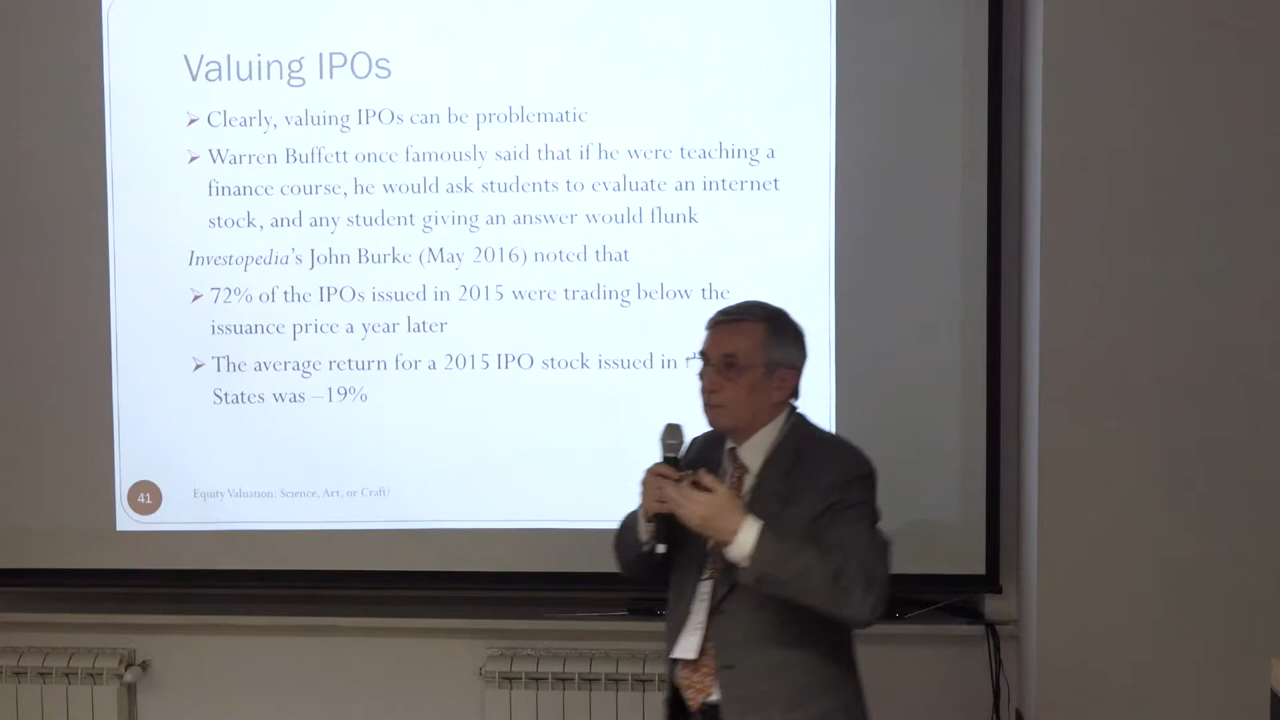 Valuing IPOs
Clearly, valuing IPOs can be problematic
Warren Buffett once famously said that if he were teaching a
finance course, he would ask students to evaluate an internet
stock, and any student giving an answer would flunk
Investopedia's John Burke (May 2016) noted that
72% of the IPOs issued in 2015 were trading below the
issuance price a year later
The average return for a 2015 IPO stock issued in
States was –19%
41
Equity Valuation: Science, Art, or Craft?